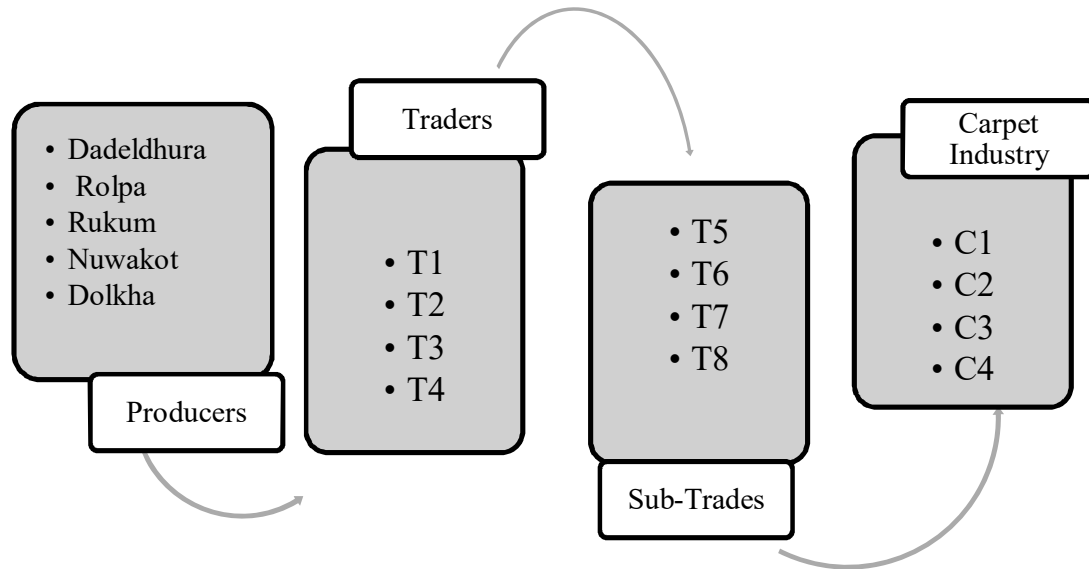 • Dadeldhura
• Rolpa
• Rukum
• Nuwakot
• Dolkha
Producers
Traders
• T1
• T2
• T3
• T4
• T5
• T6
• T7
• T8
Sub-Trades
Carpet
Industry
• C1
• C2
• C3
• C4